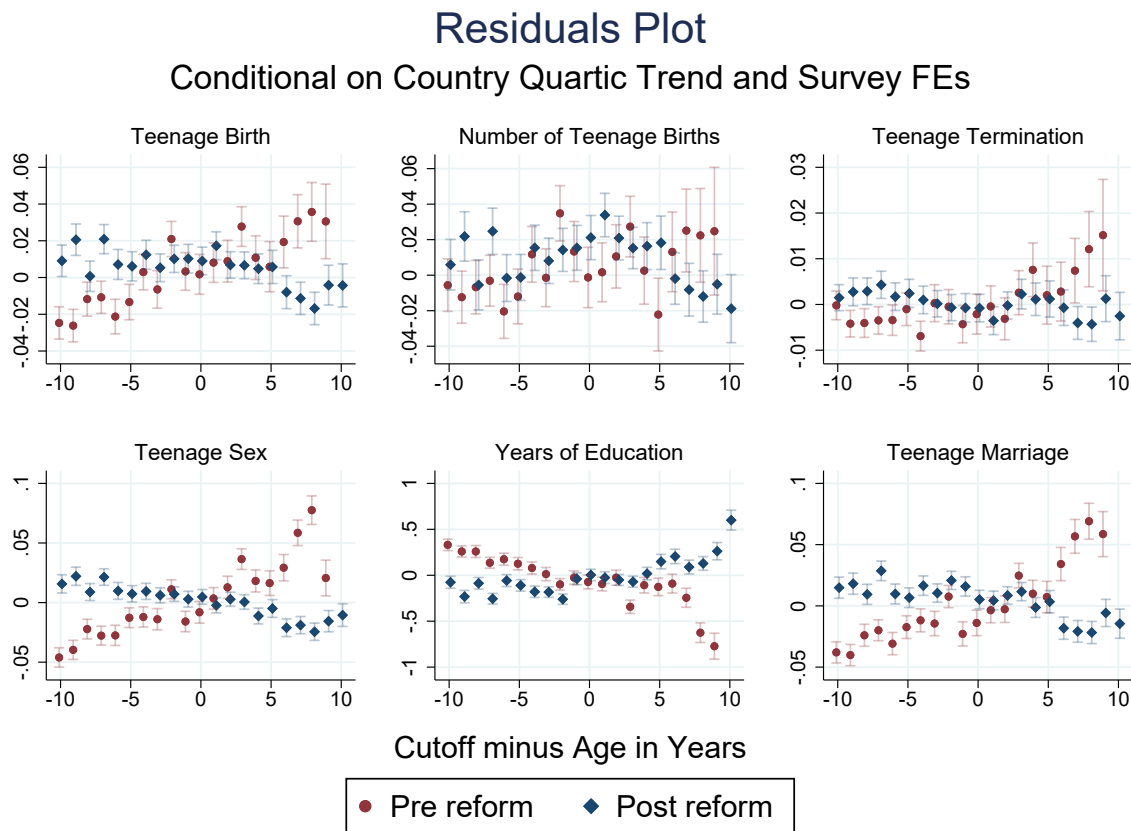 Residuals Plot
Conditional on Country Quartic Trend and Survey FEs
Teenage Birth
.06
.04
.02
0
-.02
-.04
-10 -5 0 5 10
Number of Teenage Births
.06
.04
.02
0
-.02
-.04
-10 -5 0 5 10
Teenage Termination
.03
.02
.01
0
-.01
-10 -5 0 5 10
Teenage Sex
.1
.05
0
-.05
-10 -5 0 5 10
Years of Education
1
.5
0
-.5
-1
-10 -5 0 5 10
Teenage Marriage
.1
.05
0
-.05
-10 -5 0 5 10
Cutoff minus Age in Years
Pre reform Post reform